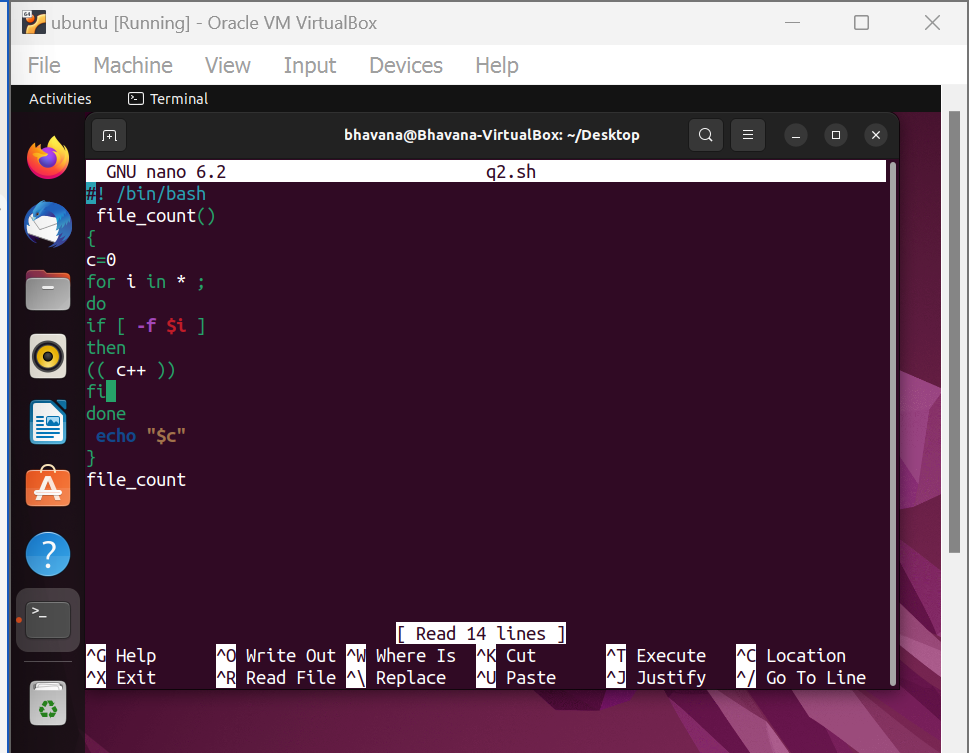 ubuntu [Running] - Oracle VM VirtualBox
File Machine View Input Devices Help
Activities Terminal
bhavana@Bhavana-VirtualBox: ~/Desktop
GNU nano 6.2 q2.sh
#! /bin/bash
file_count()
{
c=0
for i in * ;
do
if [ -f $i ]
then
(( c++ ))
fi
done
echo "$c"
}
file_count
[ Read 14 lines ]
^G Help ^O Write Out ^W Where Is ^K Cut ^T Execute ^C Location
^X Exit ^R Read File ^\ Replace ^U Paste ^J Justify ^/ Go To Line